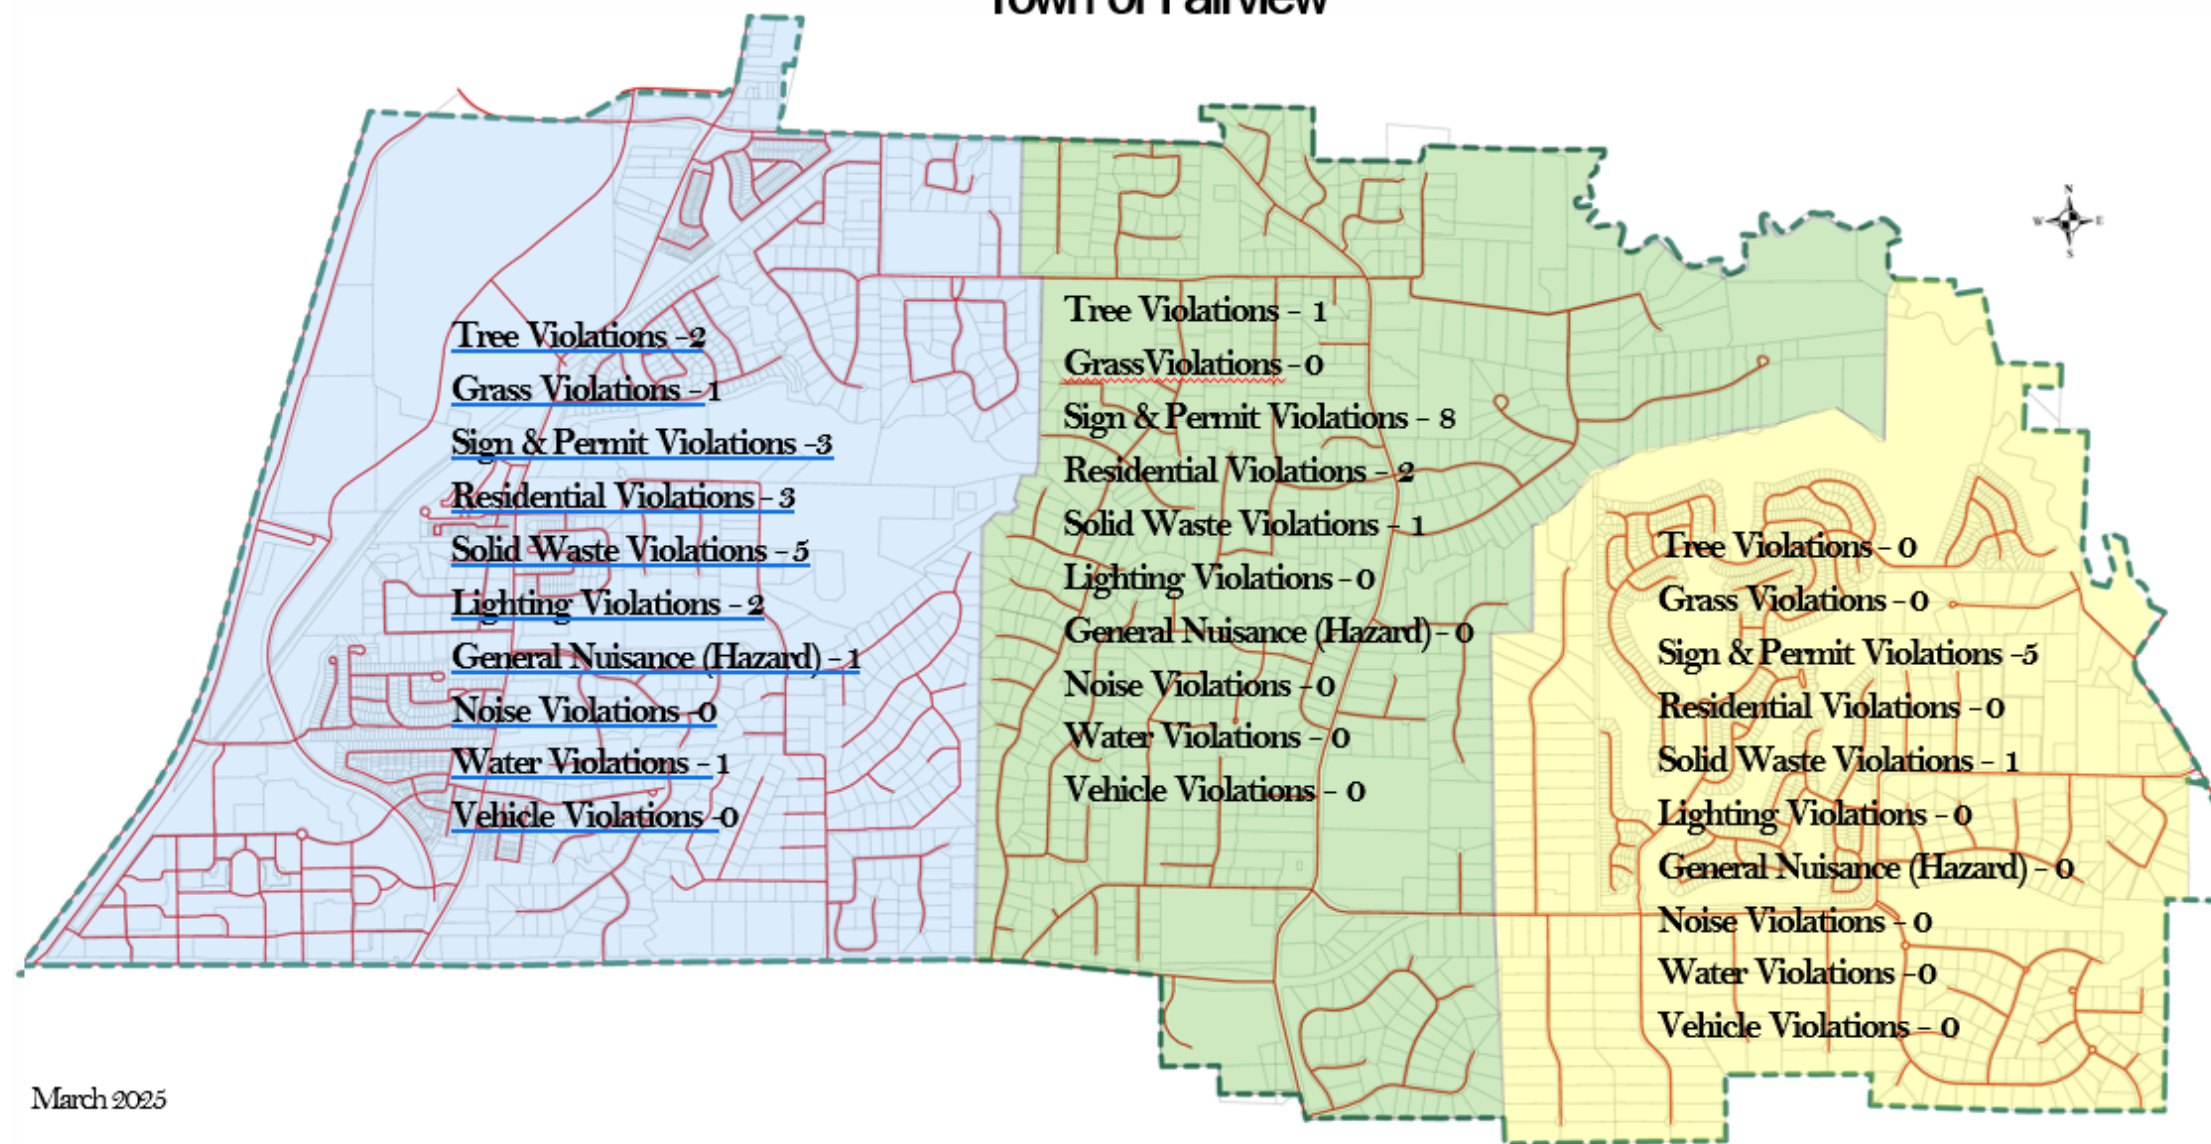 Town of Fairview
N
W E
S
Tree Violations -2
Grass Violations - 1
Sign & Permit Violations -3
Residential Violations - 3
Solid Waste Violations - 5
Lighting Violations - 2
General Nuisance (Hazard) - 1
Noise Violations -0
Water Violations - 1
Vehicle Violations -0
Tree Violations - 1
GrassViolations - 0
Sign & Permit Violations - 8
Residential Violations - 2
Solid Waste Violations - 1
Lighting Violations - 0
General Nuisance (Hazard) - 0
Noise Violations - 0
Water Violations - 0
Vehicle Violations - 0
Tree Violations - 0
Grass Violations - 0
Sign & Permit Violations -5
Residential Violations - 0
Solid Waste Violations - 1
Lighting Violations - 0
General Nuisance (Hazard) - 0
Noise Violations - 0
Water Violations - 0
Vehicle Violations - 0
March 2025